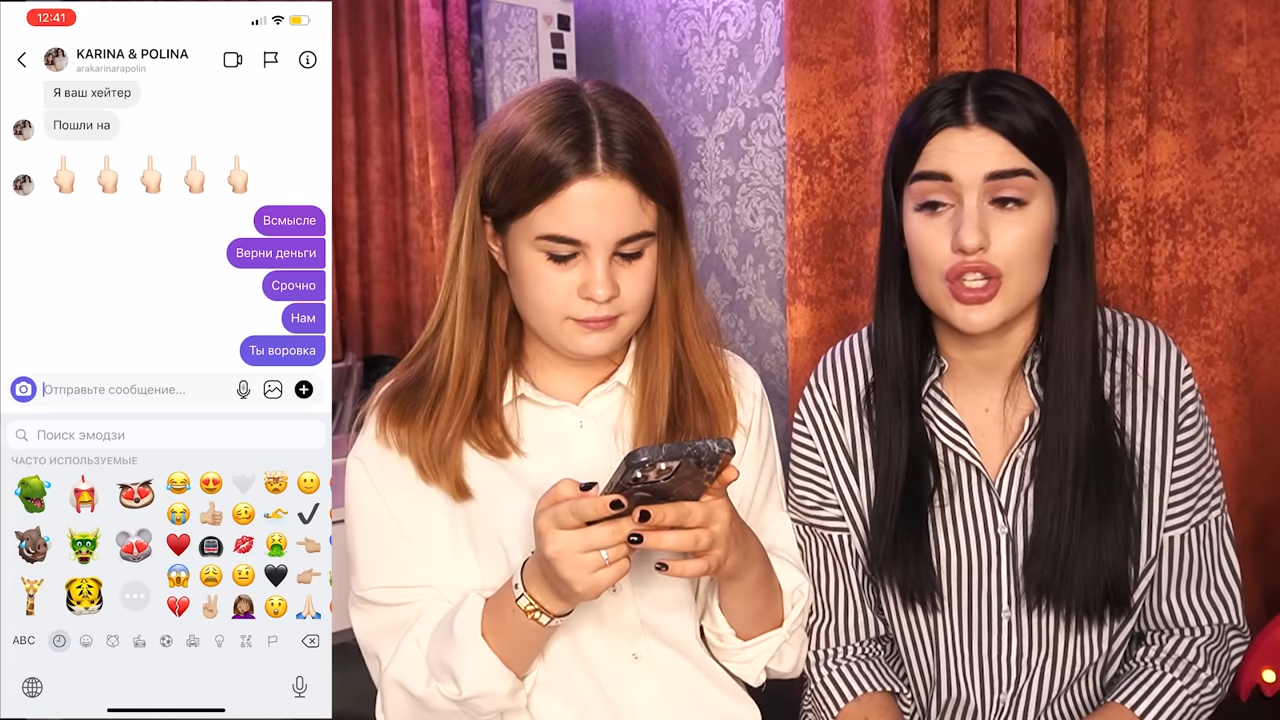 12:41
KARINA & POLINA
arakarinarapolin
Я ваш хейтер
Пошли на
Всмысле
Верни деньги
Срочно
Нам
Ты воровка
Отправьте сообщение...
Поиск эмодзи
ЧАСТО ИСПОЛЬЗУЕМЫЕ
ABC